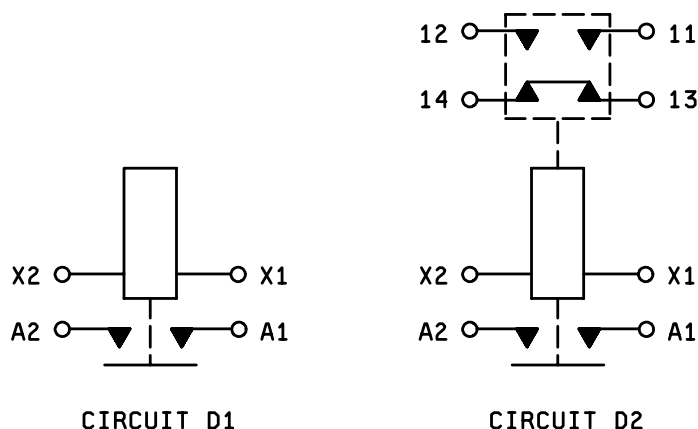 12 11
14 13
X2 X1 X2 X1
A2 A1 A2 A1
CIRCUIT D1 CIRCUIT D2